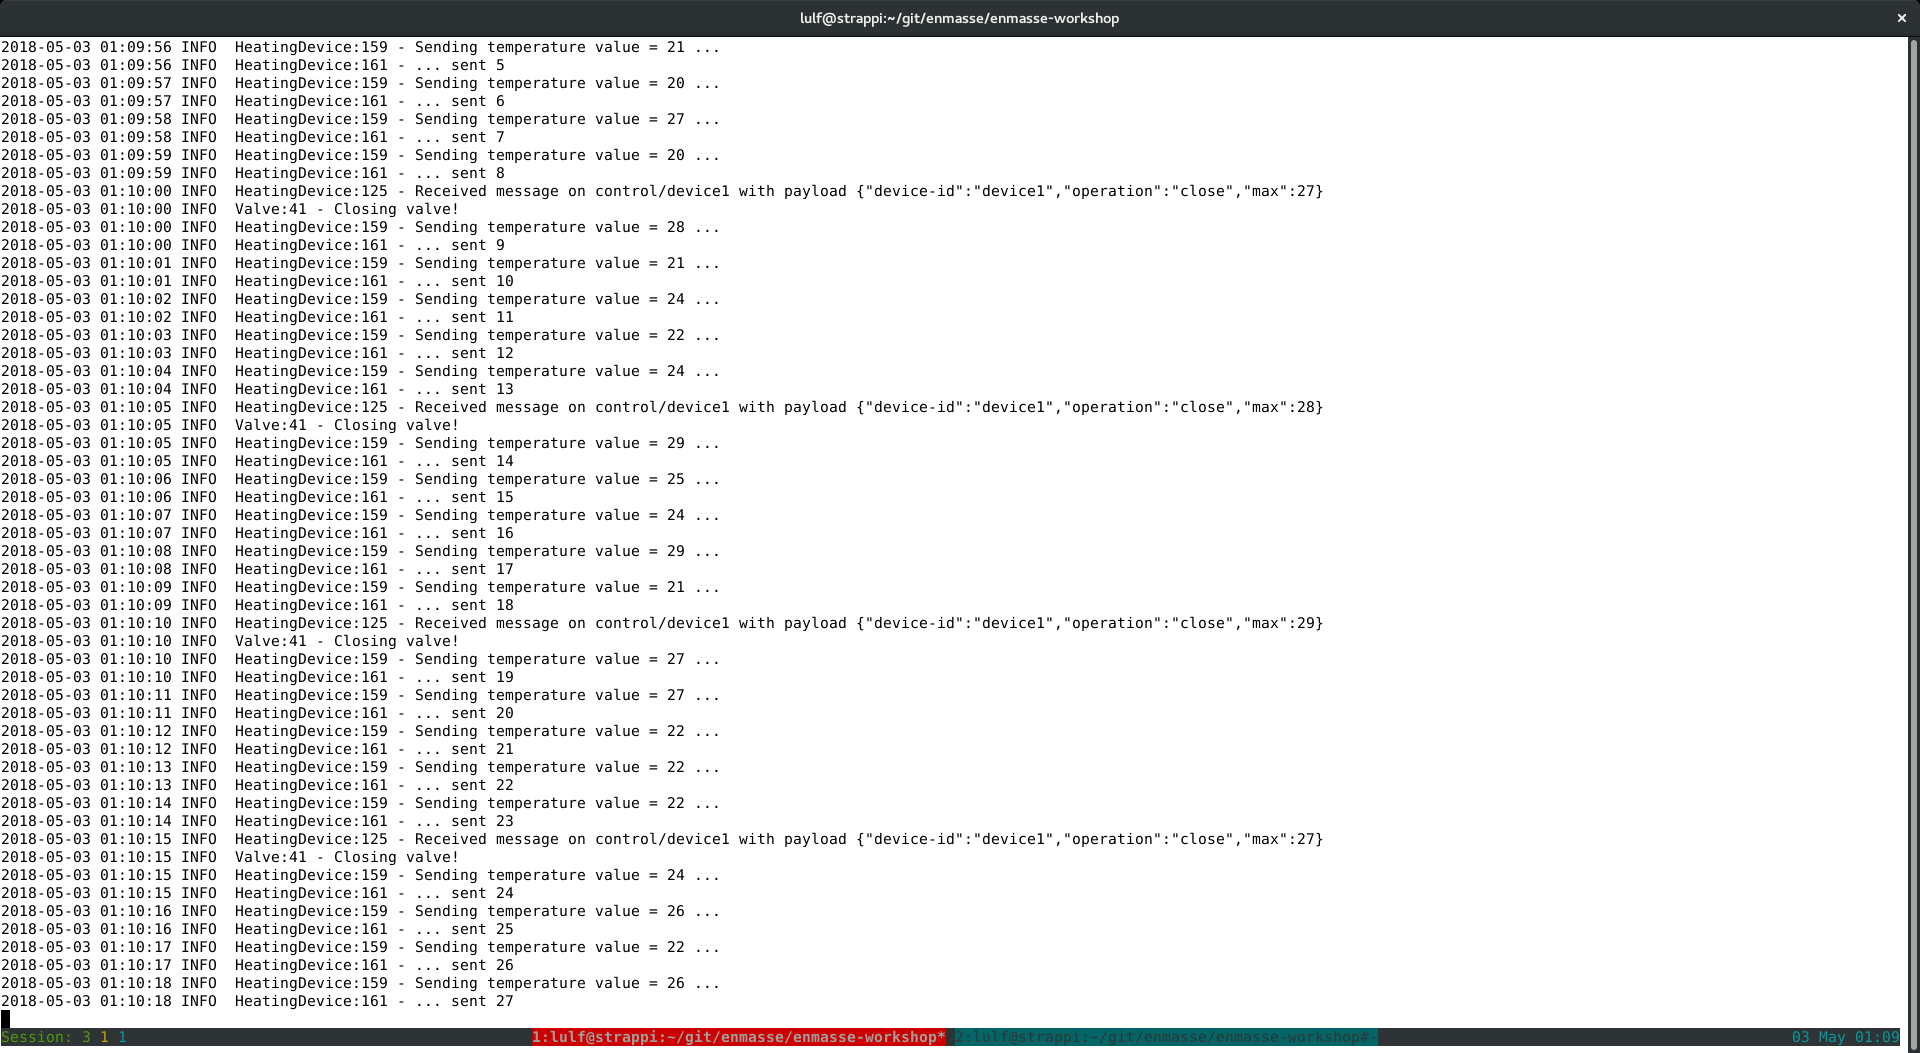 lulf@strappi:~/git/enmasse/enmasse-workshop ×
2018-05-03 01:09:56 INFO  HeatingDevice:159 - Sending temperature value = 21 ...
2018-05-03 01:09:56 INFO  HeatingDevice:161 - ... sent 5
2018-05-03 01:09:57 INFO  HeatingDevice:159 - Sending temperature value = 20 ...
2018-05-03 01:09:57 INFO  HeatingDevice:161 - ... sent 6
2018-05-03 01:09:58 INFO  HeatingDevice:159 - Sending temperature value = 27 ...
2018-05-03 01:09:58 INFO  HeatingDevice:161 - ... sent 7
2018-05-03 01:09:59 INFO  HeatingDevice:159 - Sending temperature value = 20 ...
2018-05-03 01:09:59 INFO  HeatingDevice:161 - ... sent 8
2018-05-03 01:10:00 INFO  HeatingDevice:125 - Received message on control/device1 with payload {"device-id":"device1","operation":"close","max":27}
2018-05-03 01:10:00 INFO  Valve:41 - Closing valve!
2018-05-03 01:10:00 INFO  HeatingDevice:159 - Sending temperature value = 28 ...
2018-05-03 01:10:00 INFO  HeatingDevice:161 - ... sent 9
2018-05-03 01:10:01 INFO  HeatingDevice:159 - Sending temperature value = 21 ...
2018-05-03 01:10:01 INFO  HeatingDevice:161 - ... sent 10
2018-05-03 01:10:02 INFO  HeatingDevice:159 - Sending temperature value = 24 ...
2018-05-03 01:10:02 INFO  HeatingDevice:161 - ... sent 11
2018-05-03 01:10:03 INFO  HeatingDevice:159 - Sending temperature value = 22 ...
2018-05-03 01:10:03 INFO  HeatingDevice:161 - ... sent 12
2018-05-03 01:10:04 INFO  HeatingDevice:159 - Sending temperature value = 24 ...
2018-05-03 01:10:04 INFO  HeatingDevice:161 - ... sent 13
2018-05-03 01:10:05 INFO  HeatingDevice:125 - Received message on control/device1 with payload {"device-id":"device1","operation":"close","max":28}
2018-05-03 01:10:05 INFO  Valve:41 - Closing valve!
2018-05-03 01:10:05 INFO  HeatingDevice:159 - Sending temperature value = 29 ...
2018-05-03 01:10:05 INFO  HeatingDevice:161 - ... sent 14
2018-05-03 01:10:06 INFO  HeatingDevice:159 - Sending temperature value = 25 ...
2018-05-03 01:10:06 INFO  HeatingDevice:161 - ... sent 15
2018-05-03 01:10:07 INFO  HeatingDevice:159 - Sending temperature value = 24 ...
2018-05-03 01:10:07 INFO  HeatingDevice:161 - ... sent 16
2018-05-03 01:10:08 INFO  HeatingDevice:159 - Sending temperature value = 29 ...
2018-05-03 01:10:08 INFO  HeatingDevice:161 - ... sent 17
2018-05-03 01:10:09 INFO  HeatingDevice:159 - Sending temperature value = 21 ...
2018-05-03 01:10:09 INFO  HeatingDevice:161 - ... sent 18
2018-05-03 01:10:10 INFO  HeatingDevice:125 - Received message on control/device1 with payload {"device-id":"device1","operation":"close","max":29}
2018-05-03 01:10:10 INFO  Valve:41 - Closing valve!
2018-05-03 01:10:10 INFO  HeatingDevice:159 - Sending temperature value = 27 ...
2018-05-03 01:10:10 INFO  HeatingDevice:161 - ... sent 19
2018-05-03 01:10:11 INFO  HeatingDevice:159 - Sending temperature value = 27 ...
2018-05-03 01:10:11 INFO  HeatingDevice:161 - ... sent 20
2018-05-03 01:10:12 INFO  HeatingDevice:159 - Sending temperature value = 22 ...
2018-05-03 01:10:12 INFO  HeatingDevice:161 - ... sent 21
2018-05-03 01:10:13 INFO  HeatingDevice:159 - Sending temperature value = 22 ...
2018-05-03 01:10:13 INFO  HeatingDevice:161 - ... sent 22
2018-05-03 01:10:14 INFO  HeatingDevice:159 - Sending temperature value = 22 ...
2018-05-03 01:10:14 INFO  HeatingDevice:161 - ... sent 23
2018-05-03 01:10:15 INFO  HeatingDevice:125 - Received message on control/device1 with payload {"device-id":"device1","operation":"close","max":27}
2018-05-03 01:10:15 INFO  Valve:41 - Closing valve!
2018-05-03 01:10:15 INFO  HeatingDevice:159 - Sending temperature value = 24 ...
2018-05-03 01:10:15 INFO  HeatingDevice:161 - ... sent 24
2018-05-03 01:10:16 INFO  HeatingDevice:159 - Sending temperature value = 26 ...
2018-05-03 01:10:16 INFO  HeatingDevice:161 - ... sent 25
2018-05-03 01:10:17 INFO  HeatingDevice:159 - Sending temperature value = 22 ...
2018-05-03 01:10:17 INFO  HeatingDevice:161 - ... sent 26
2018-05-03 01:10:18 INFO  HeatingDevice:159 - Sending temperature value = 26 ...
2018-05-03 01:10:18 INFO  HeatingDevice:161 - ... sent 27
Session: 3 1 1 1:lulf@strappi:~/git/enmasse/enmasse-workshop* 2:lulf@strappi:~/git/enmasse/enmasse-workshop#- 03 May 01:09